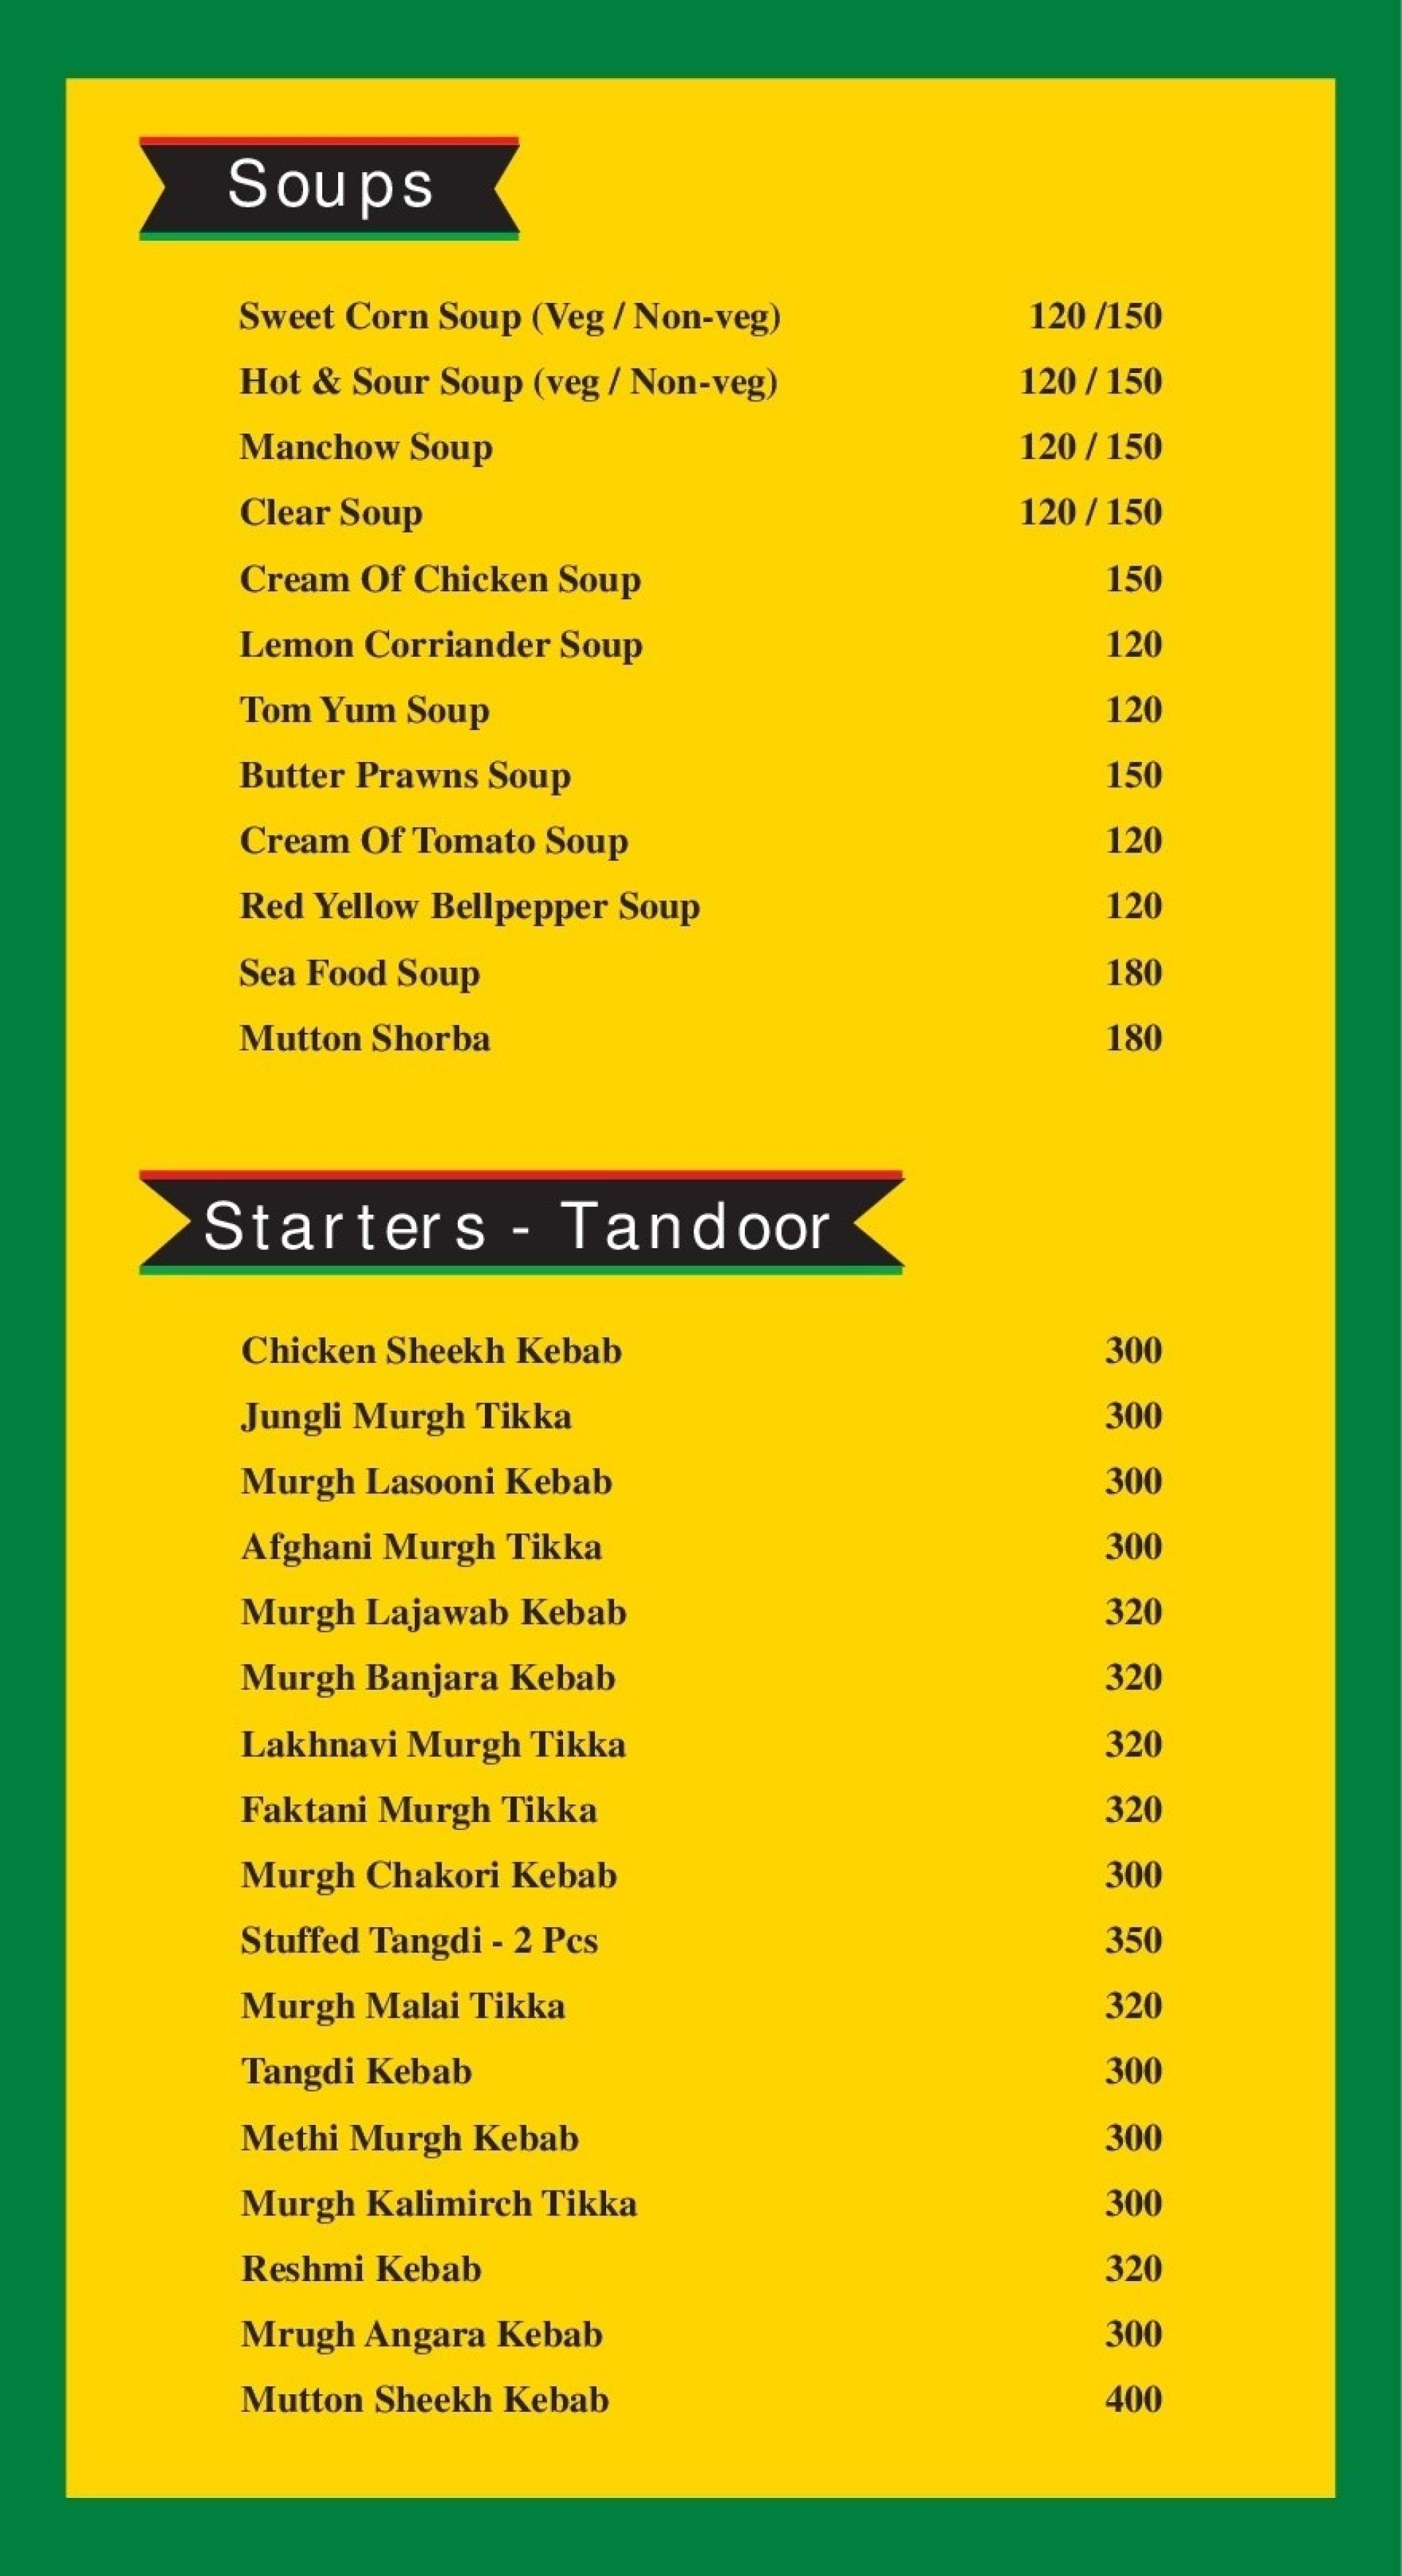 Soups
Sweet Corn Soup (Veg / Non-veg) 120 /150
Hot & Sour Soup (veg / Non-veg) 120 / 150
Manchow Soup 120 / 150
Clear Soup 120 / 150
Cream Of Chicken Soup 150
Lemon Corriander Soup 120
Tom Yum Soup 120
Butter Prawns Soup 150
Cream Of Tomato Soup 120
Red Yellow Bellpepper Soup 120
Sea Food Soup 180
Mutton Shorba 180
Starters - Tandoor
Chicken Sheekh Kebab 300
Jungli Murgh Tikka 300
Murgh Lasooni Kebab 300
Afghani Murgh Tikka 300
Murgh Lajawab Kebab 320
Murgh Banjara Kebab 320
Lakhnavi Murgh Tikka 320
Faktani Murgh Tikka 320
Murgh Chakori Kebab 300
Stuffed Tangdi - 2 Pcs 350
Murgh Malai Tikka 320
Tangdi Kebab 300
Methi Murgh Kebab 300
Murgh Kalimirch Tikka 300
Reshmi Kebab 320
Mrugh Angara Kebab 300
Mutton Sheekh Kebab 400